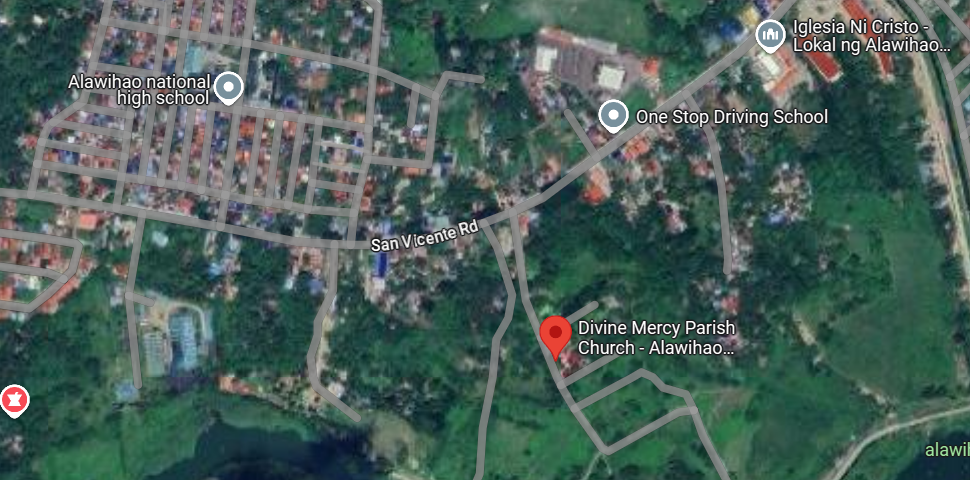 Iglesia Ni Cristo -
Lokal ng Alawihao...
Alawihao national
high school
One Stop Driving School
San Vicente Rd
Divine Mercy Parish
Church - Alawihao...
alawil